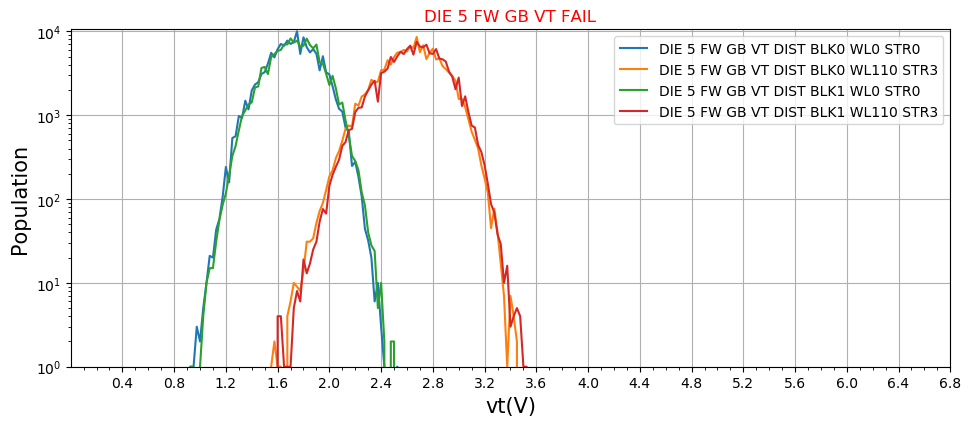 DIE 5 FW GB VT FAIL
DIE 5 FW GB VT DIST BLK0 WL0 STR0
DIE 5 FW GB VT DIST BLK0 WL110 STR3
DIE 5 FW GB VT DIST BLK1 WL0 STR0
DIE 5 FW GB VT DIST BLK1 WL110 STR3
Population
10⁴
10³
10²
10¹
10⁰
0.4 0.8 1.2 1.6 2.0 2.4 2.8 3.2 3.6 4.0 4.4 4.8 5.2 5.6 6.0 6.4 6.8
vt(V)